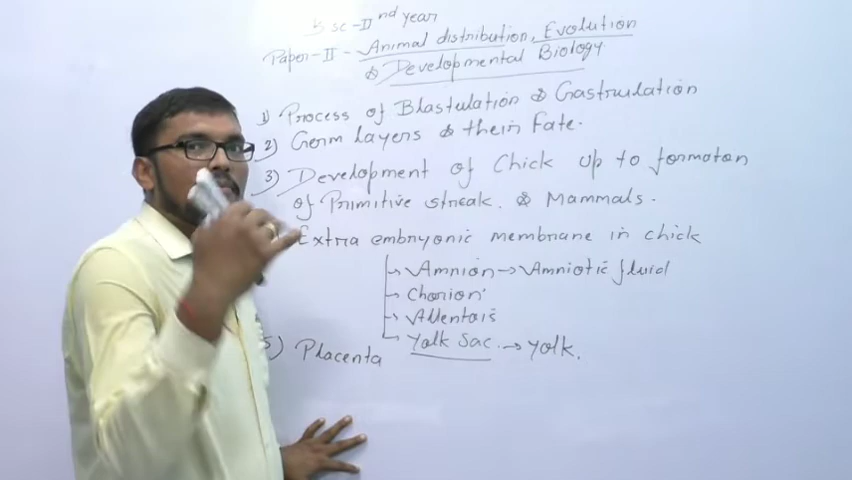 B sc-II nd year
Paper-II - Animal distribution, Evolution
& Developmental Biology
1) Process of Blastulation & Gastrulation
2) Germ layers & their Fate.
3) Development of Chick up to formaton
of Primitive streak. & Mammals.
Extra embryonic membrane in chick
→ Amnion → Amniotic fluid
→ Chorion
→ Allentois
→ Yolk Sac. → Yolk.
5) Placenta